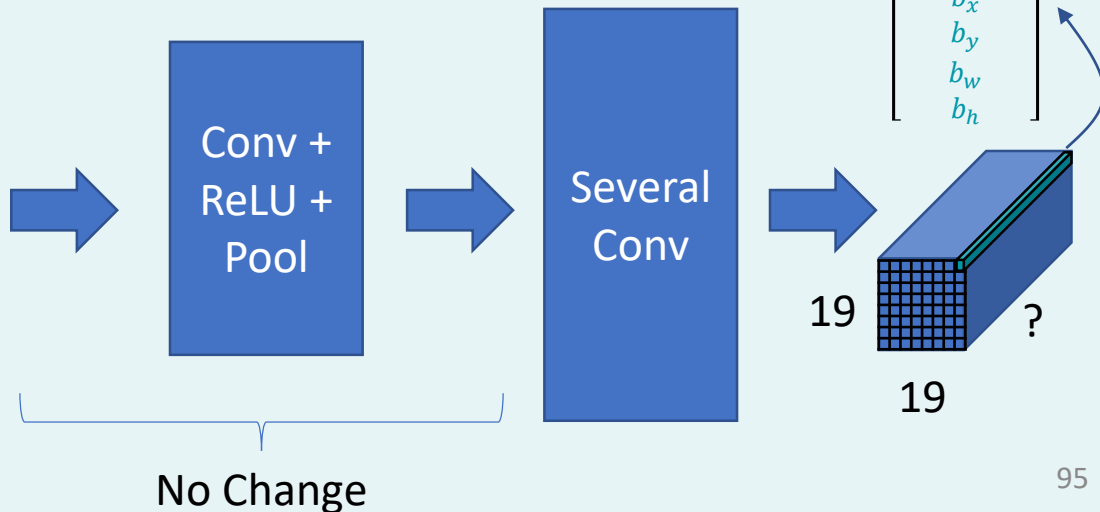 b_x
b_y
b_w
b_h
Conv +
ReLU +
Pool
Several
Conv
19
?
19
No Change
95